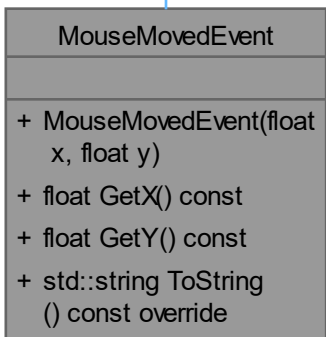 MouseMovedEvent
+ MouseMovedEvent(float
x, float y)
+ float GetX() const
+ float GetY() const
+ std::string ToString
() const override